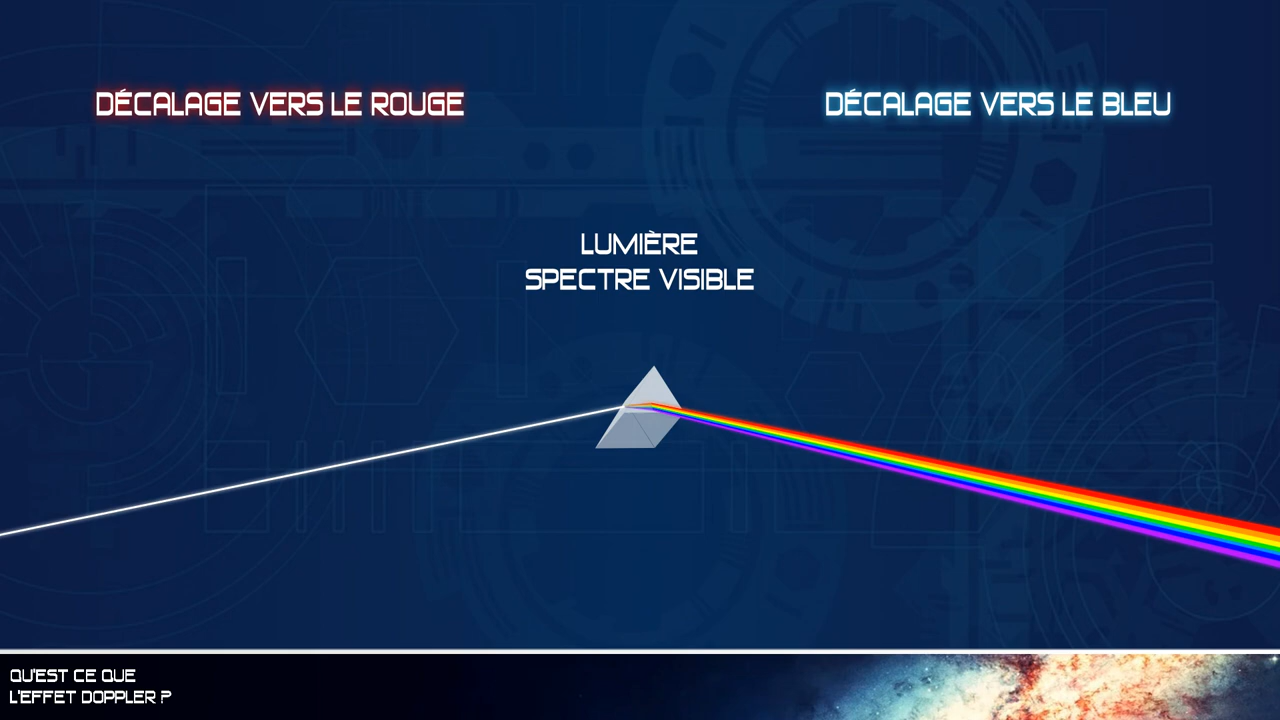 DÉCALAGE VERS LE ROUGE
DÉCALAGE VERS LE BLEU
LUMIÈRE
SPECTRE VISIBLE
QU'EST CE QUE
L'EFFET DOPPLER ?